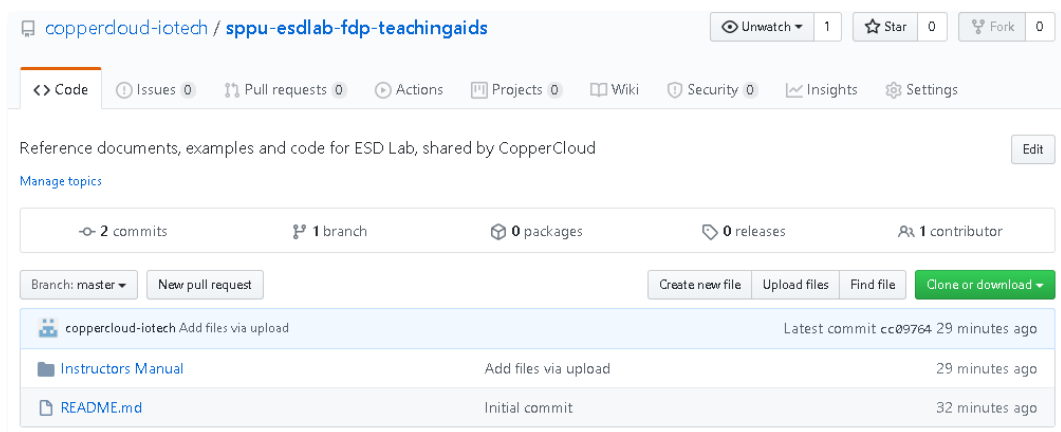 coppercloud-iotech / sppu-esdlab-fdp-teachingaids Unwatch 1 Star 0 Fork 0
Code Issues 0 Pull requests 0 Actions Projects 0 Wiki Security 0 Insights Settings
Reference documents, examples and code for ESD Lab, shared by CopperCloud Edit
Manage topics
2 commits 1 branch 0 packages 0 releases 1 contributor
Branch: master New pull request Create new file Upload files Find file Clone or download
coppercloud-iotech Add files via upload Latest commit cc09764 29 minutes ago
Instructors Manual Add files via upload 29 minutes ago
README.md Initial commit 32 minutes ago